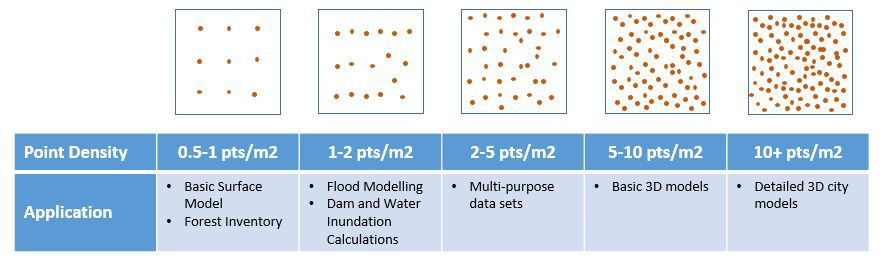 Point Density 0.5-1 pts/m2 1-2 pts/m2 2-5 pts/m2 5-10 pts/m2 10+ pts/m2
Application
• Basic Surface
Model
• Forest Inventory
• Flood Modelling
• Dam and Water
Inundation
Calculations
• Multi-purpose
data sets
• Basic 3D models
• Detailed 3D city
models